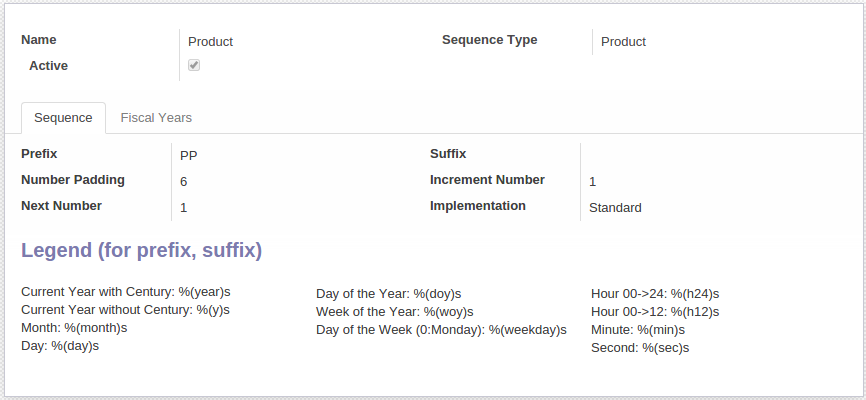 Name Product Sequence Type Product
Active
Sequence Fiscal Years
Prefix PP Suffix
Number Padding 6 Increment Number 1
Next Number 1 Implementation Standard
Legend (for prefix, suffix)
Current Year with Century: %(year)s
Current Year without Century: %(y)s
Month: %(month)s
Day: %(day)s
Day of the Year: %(doy)s
Week of the Year: %(woy)s
Day of the Week (0:Monday): %(weekday)s
Hour 00->24: %(h24)s
Hour 00->12: %(h12)s
Minute: %(min)s
Second: %(sec)s